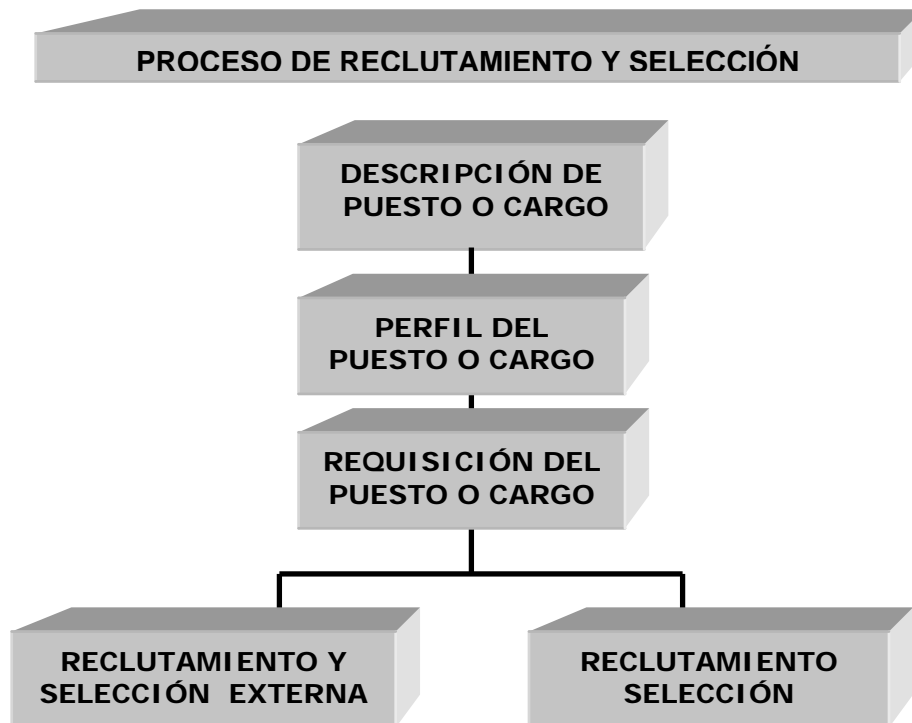 PROCESO DE RECLUTAMIENTO Y SELECCIÓN
DESCRIPCIÓN DE
PUESTO O CARGO
PERFIL DEL
PUESTO O CARGO
REQUISICIÓN DEL
PUESTO O CARGO
RECLUTAMIENTO Y
SELECCIÓN EXTERNA
RECLUTAMIENTO
SELECCIÓN